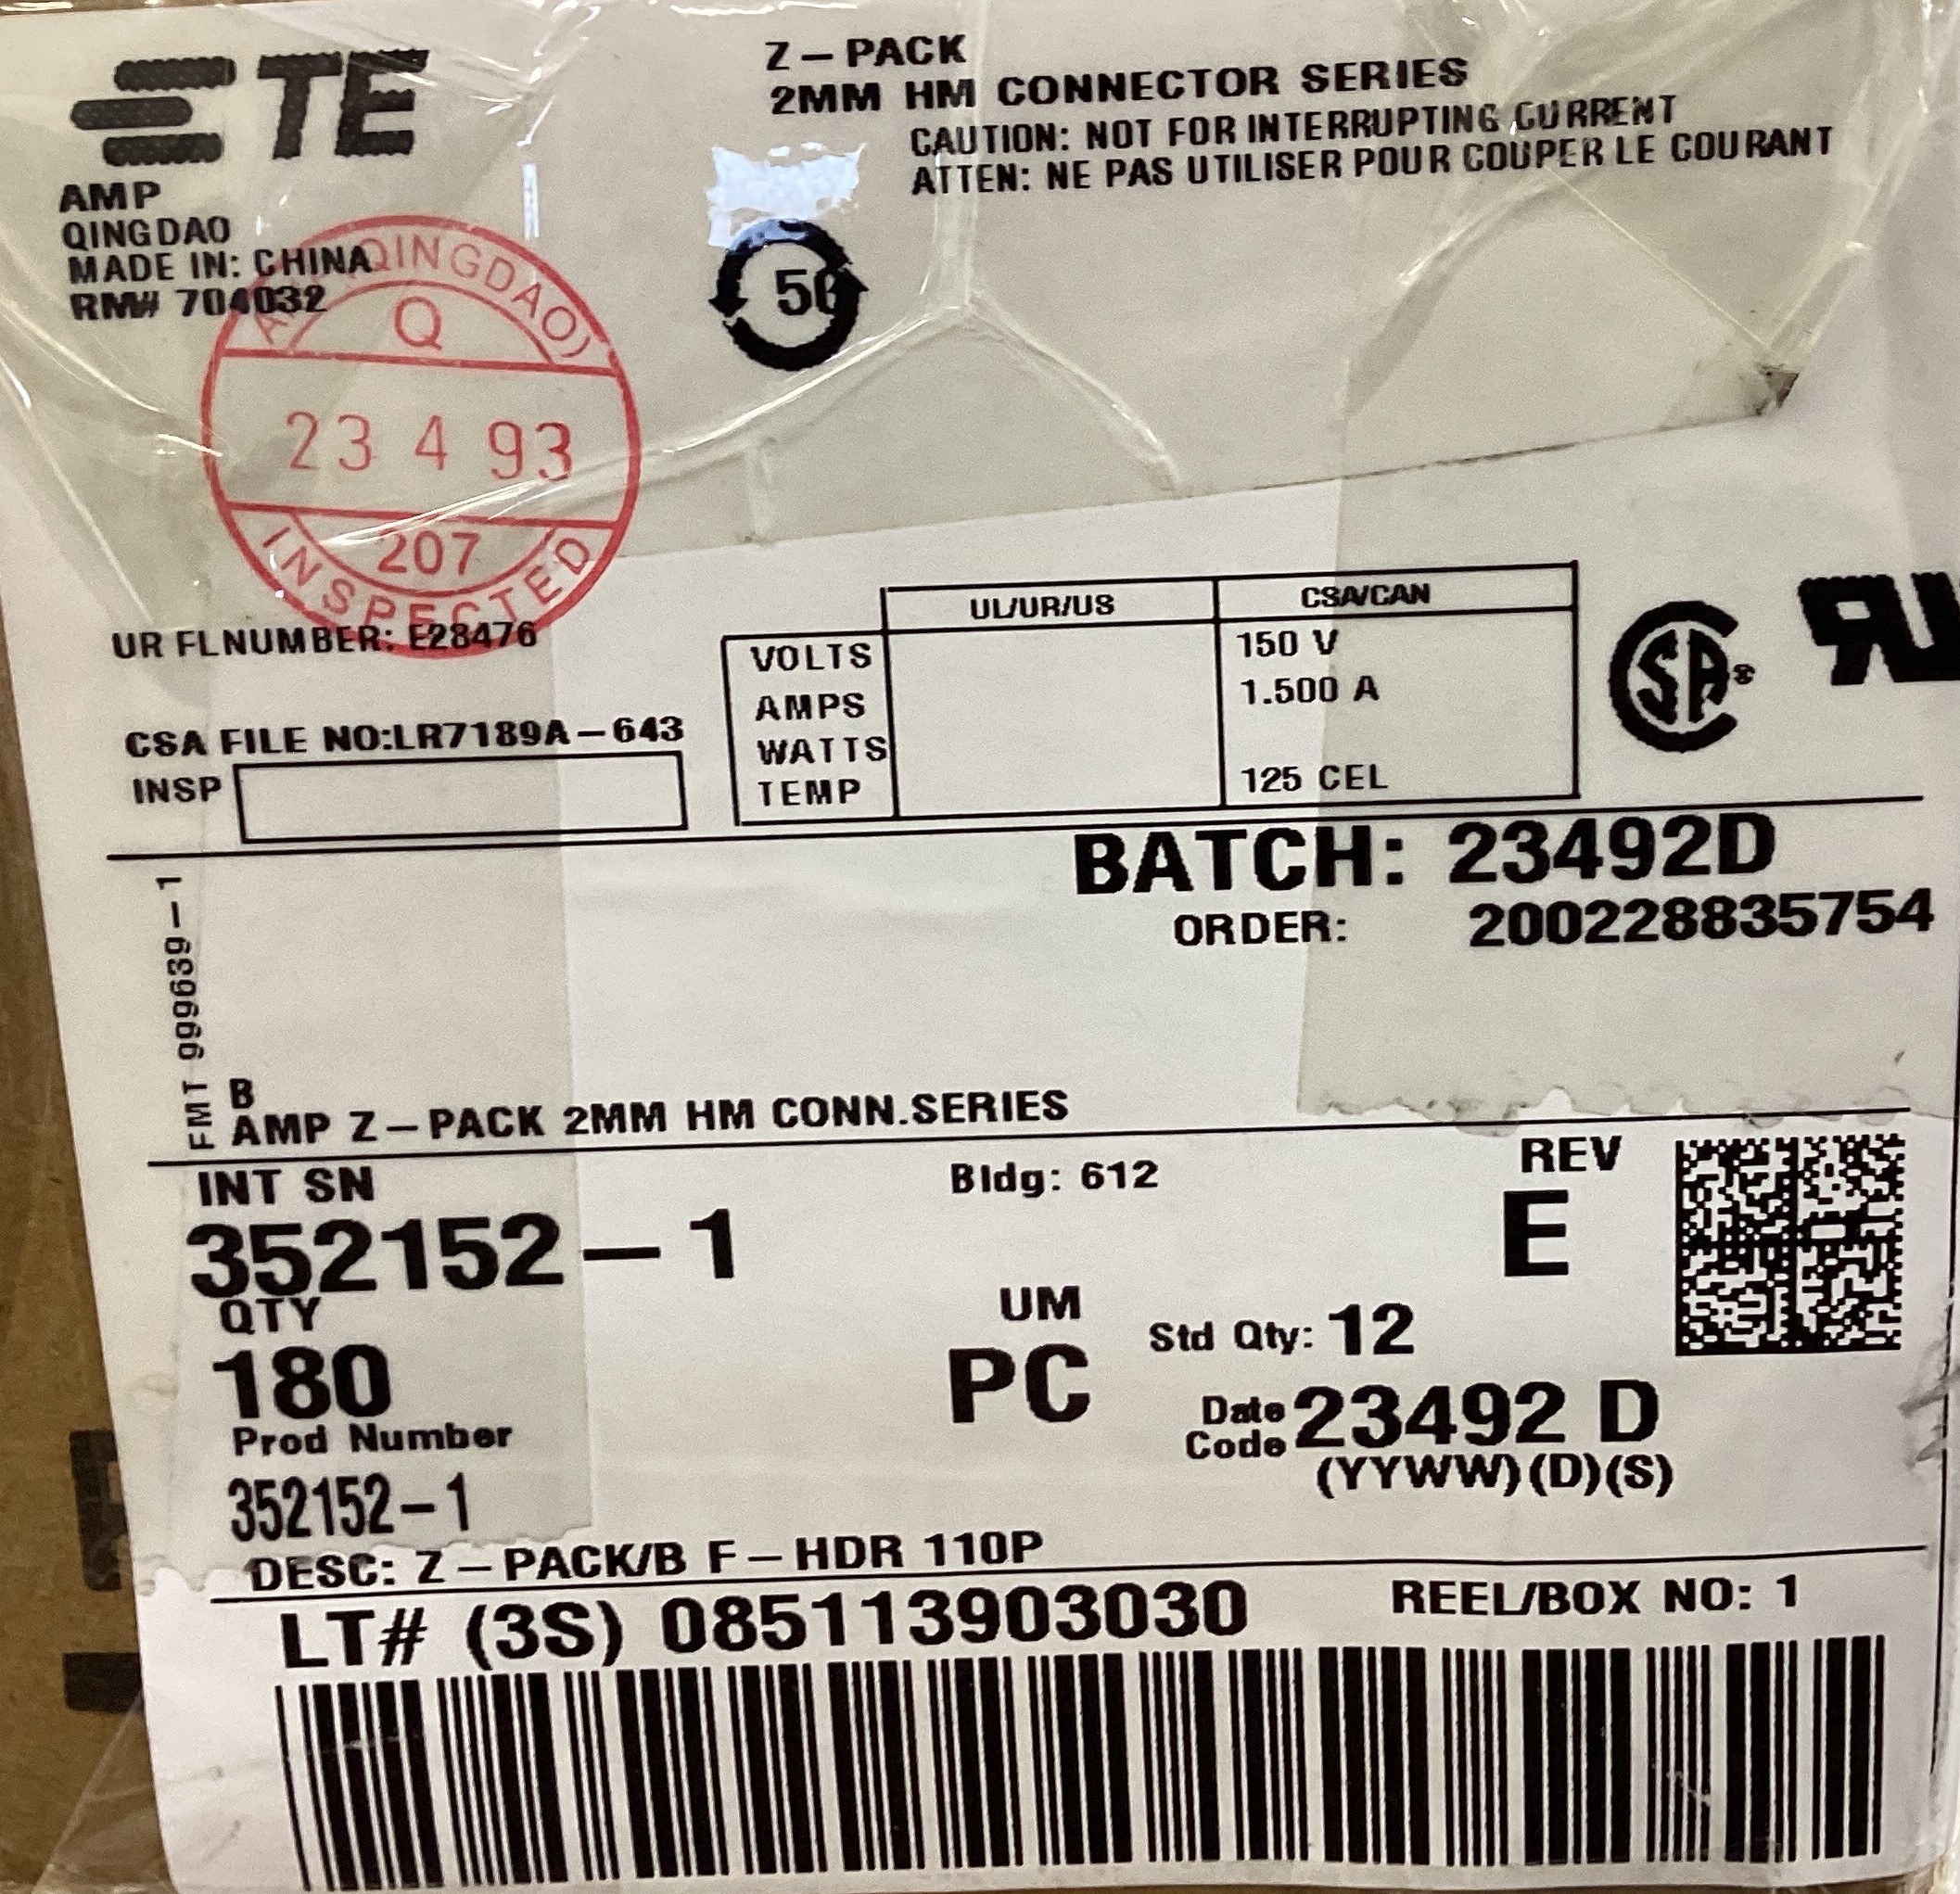 TE
Z-PACK
2MM HM CONNECTOR SERIES
CAUTION: NOT FOR INTERRUPTING CURRENT
ATTEN: NE PAS UTILISER POUR COUPER LE COURANT
AMP
QINGDAO
MADE IN: CHINA
RM# 704032
50
QINGDAO)
Q
23 4 93
207
INSPECTED
UR FLNUMBER: E28476
CSA FILE NO:LR7189A-643
INSP
UL/UR/US CSA/CAN
VOLTS 150 V
AMPS 1.500 A
WATTS
TEMP 125 CEL
SA®
BATCH: 23492D
ORDER: 200228835754
FMT 999639-1
B
AMP Z-PACK 2MM HM CONN.SERIES
INT SN
352152-1
Bldg: 612
REV
E
QTY
180
UM
PC
Std Qty: 12
Date Code 23492 D
(YYWW)(D)(S)
Prod Number
352152-1
DESC: Z-PACK/B F-HDR 110P
LT# (3S) 085113903030
REEL/BOX NO: 1